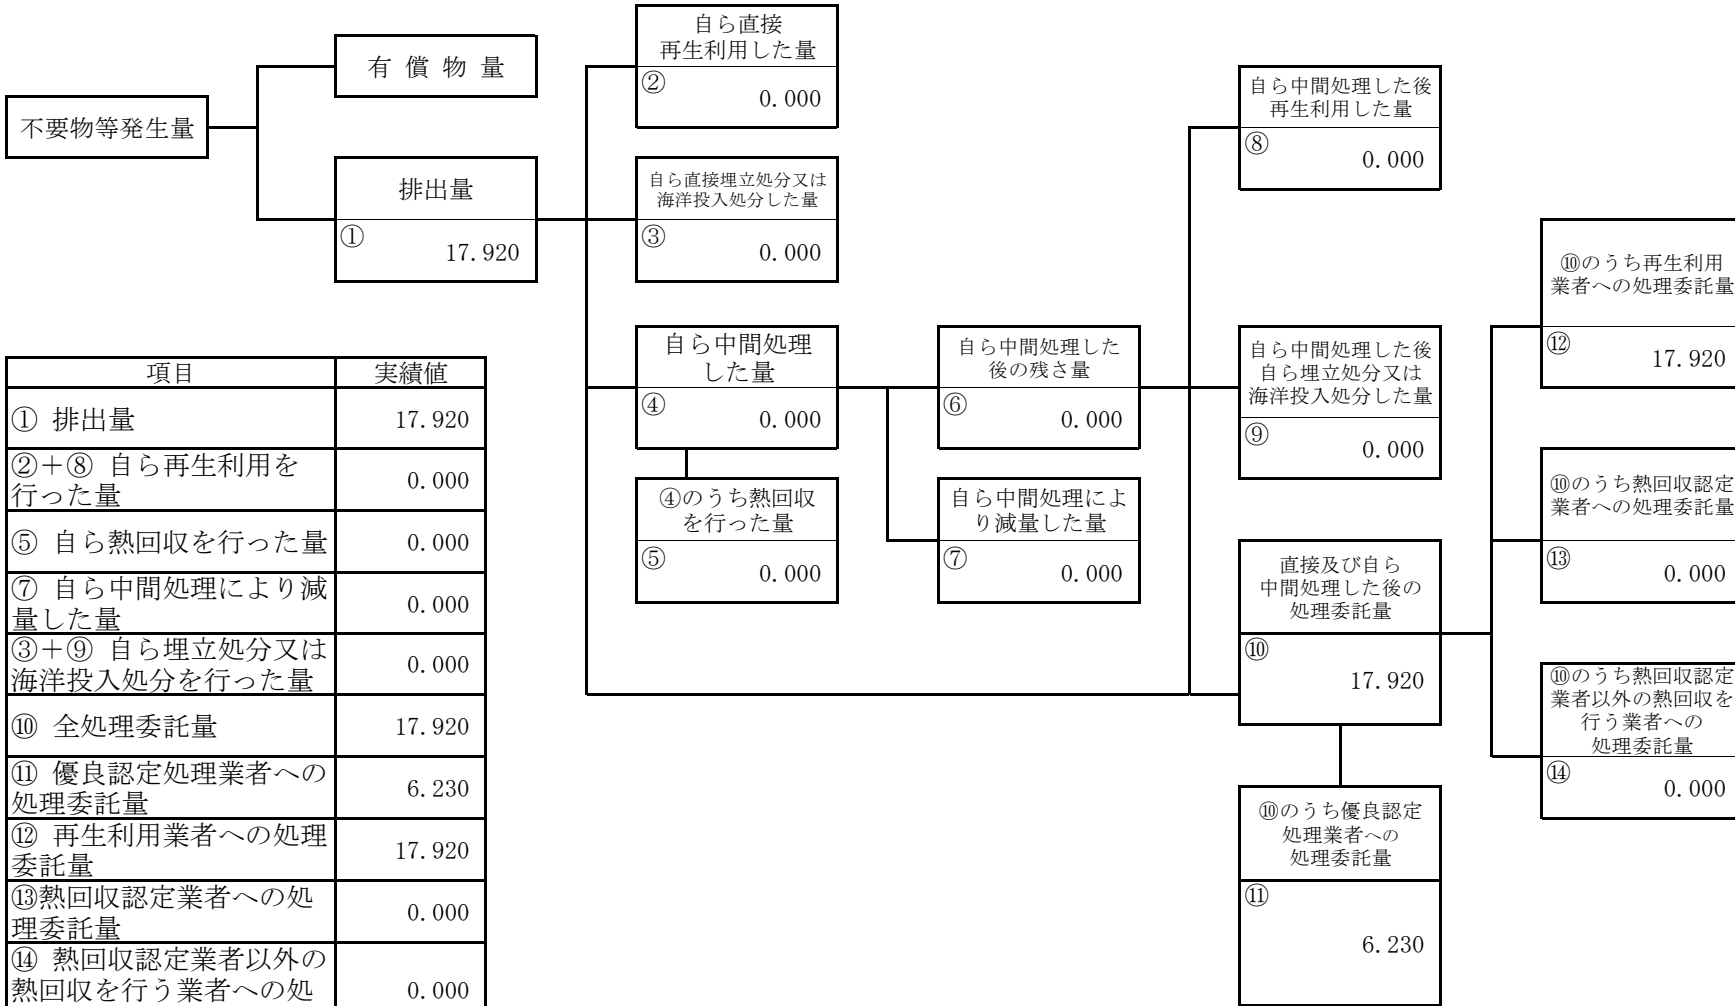 不要物等発生量
有 償 物 量
排出量
①
17.920
自ら直接
再生利用した量
②
0.000
自ら直接埋立処分又は
海洋投入処分した量
③
0.000
自ら中間処理
した量
④
0.000
④のうち熱回収
を行った量
⑤
0.000
自ら中間処理した
後の残さ量
⑥
0.000
自ら中間処理によ
り減量した量
⑦
0.000
自ら中間処理した後
再生利用した量
⑧
0.000
自ら中間処理した後
自ら埋立処分又は
海洋投入処分した量
⑨
0.000
直接及び自ら
中間処理した後の
処理委託量
⑩
17.920
⑩のうち優良認定
処理業者への
処理委託量
⑪
6.230
⑩のうち再生利用
業者への処理委託量
⑫
17.920
⑩のうち熱回収認定
業者への処理委託量
⑬
0.000
⑩のうち熱回収認定
業者以外の熱回収を
行う業者への
処理委託量
⑭
0.000
項目 実績値
① 排出量 17.920
②+⑧ 自ら再生利用を
行った量 0.000
⑤ 自ら熱回収を行った量 0.000
⑦ 自ら中間処理により減
量した量 0.000
③+⑨ 自ら埋立処分又は
海洋投入処分を行った量 0.000
⑩ 全処理委託量 17.920
⑪ 優良認定処理業者への
処理委託量 6.230
⑫ 再生利用業者への処理
委託量 17.920
⑬熱回収認定業者への処
理委託量 0.000
⑭ 熱回収認定業者以外の
熱回収を行う業者への処 0.000